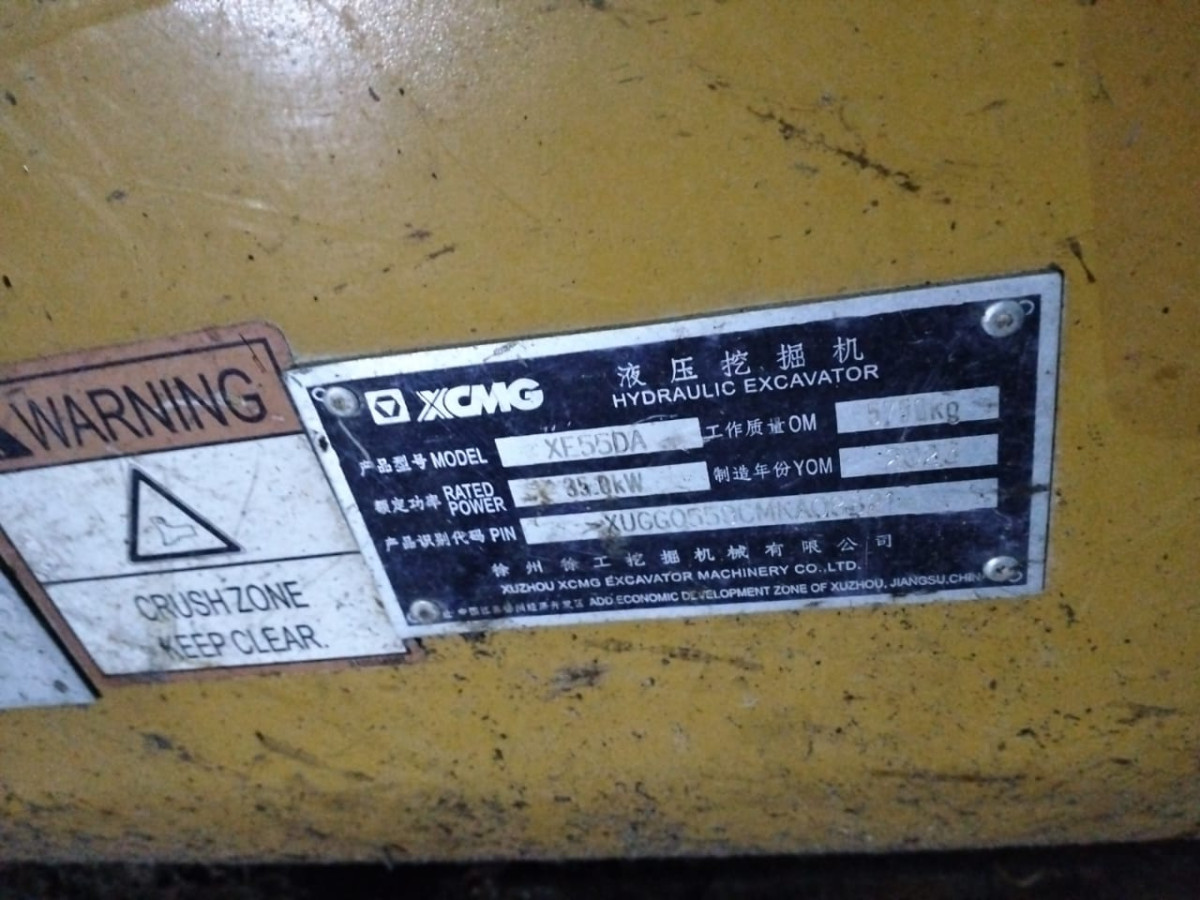 WARNING
CRUSH ZONE
KEEP CLEAR.
XCMG
液压挖掘机
HYDRAULIC EXCAVATOR
产品型号 MODEL XE55DA 工作质量 OM
额定功率 RATED POWER kW 制造年份 YOM
产品识别代码 PIN
徐州徐工挖掘机械有限公司
XUZHOU XCMG EXCAVATOR MACHINERY CO.,LTD.
ADD:ECONOMIC DEVELOPMENT ZONE OF XUZHOU, JIANGSU,